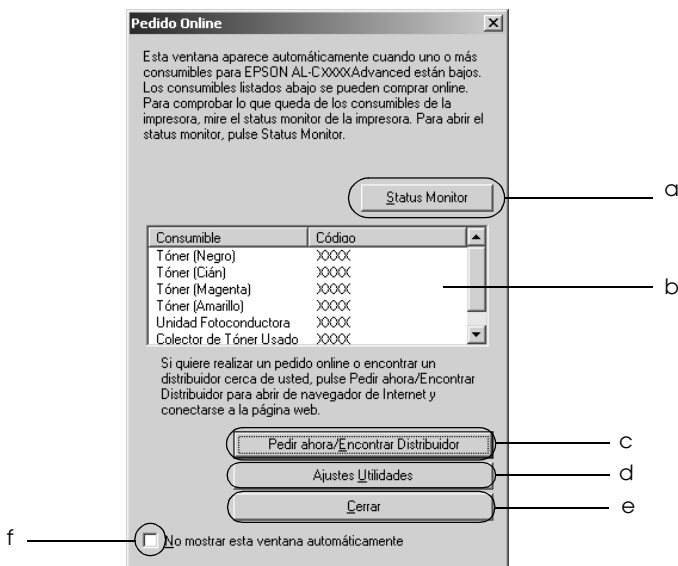 Pedido Online
Esta ventana aparece automáticamente cuando uno o más
consumibles para EPSON AL-CXXXXAdvanced están bajos.
Los consumibles listados abajo se pueden comprar online.
Para comprobar lo que queda de los consumibles de la
impresora, mire el status monitor de la impresora. Para abrir el
status monitor, pulse Status Monitor.
Status Monitor
a
Consumible Código
Tóner (Negro) XXXX
Tóner (Cián) XXXX
Tóner (Magenta) XXXX
b
Tóner (Amarillo) XXXX
Unidad Fotoconductora XXXX
Colector de Tóner Usado XXXX
Si quiere realizar un pedido online o encontrar un
distribuidor cerca de usted, pulse Pedir ahora/Encontrar
Distribuidor para abrir de navegador de Internet y
conectarse a la página web.
Pedir ahora/Encontrar Distribuidor
c
Ajustes Utilidades
d
Cerrar
e
f
No mostrar esta ventana automáticamente